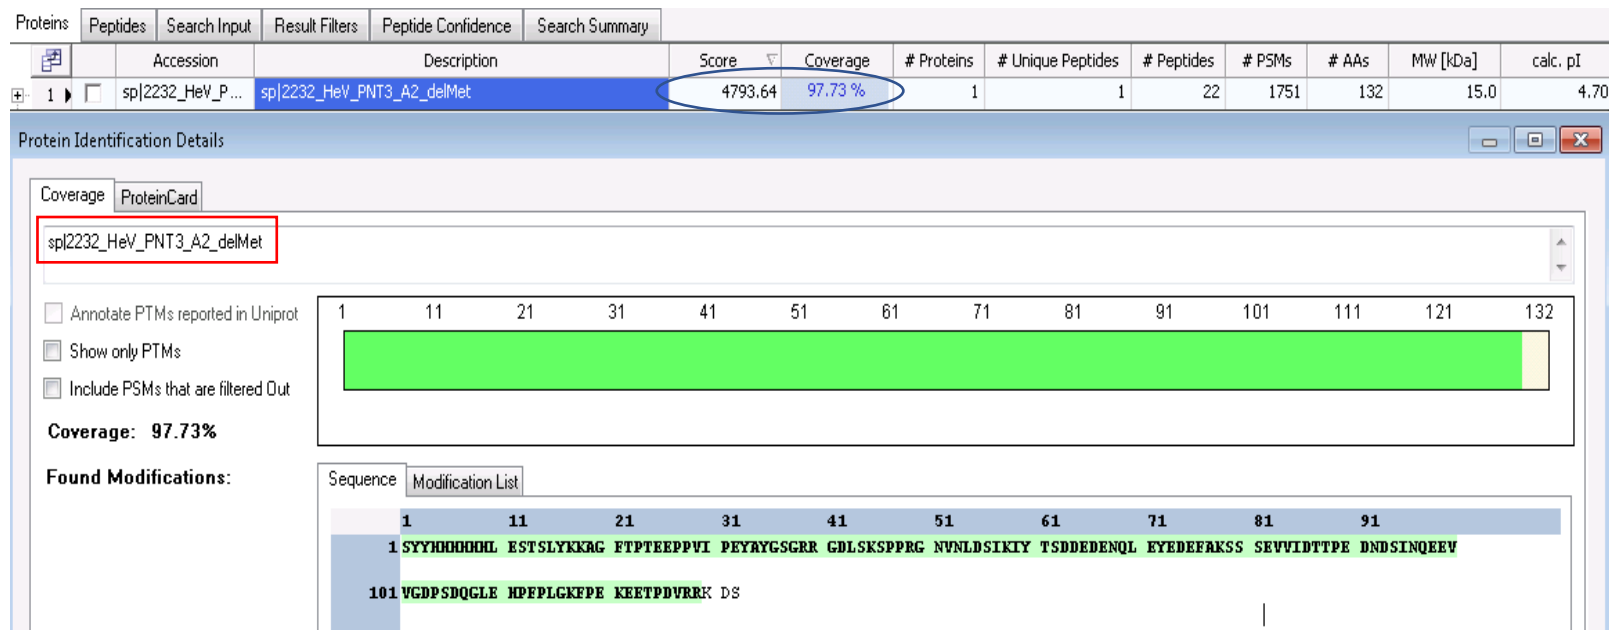 Proteins Peptides Search Input Result Filters Peptide Confidence Search Summary
Accession Description Score Coverage # Proteins # Unique Peptides # Peptides # PSMs # AAs MW [kDa] calc. pI
1 sp|2232_HeV_P... sp|2232_HeV_PNT3_A2_delMet 4793.64 97.73 % 1 1 22 1751 132 15.0 4.70
Protein Identification Details
Coverage ProteinCard
sp|2232_HeV_PNT3_A2_delMet
Annotate PTMs reported in Uniprot
Show only PTMs
Include PSMs that are filtered Out
Coverage: 97.73%
Found Modifications:
1 11 21 31 41 51 61 71 81 91 101 111 121 132
Sequence Modification List
1 11 21 31 41 51 61 71 81 91
1 SYYHHHHHHL ESTSLYKKAG FTPTEEPPVI PEYAYGSGRR GDLSKSPPRG NVNLDSIKIY TSDDEDENQL EYEDEFAKSS SEVVIDTTPE DNDSINQEEV
101 VGDPSDQGLE HPFPLGKFPE KEETPDVRRK DS